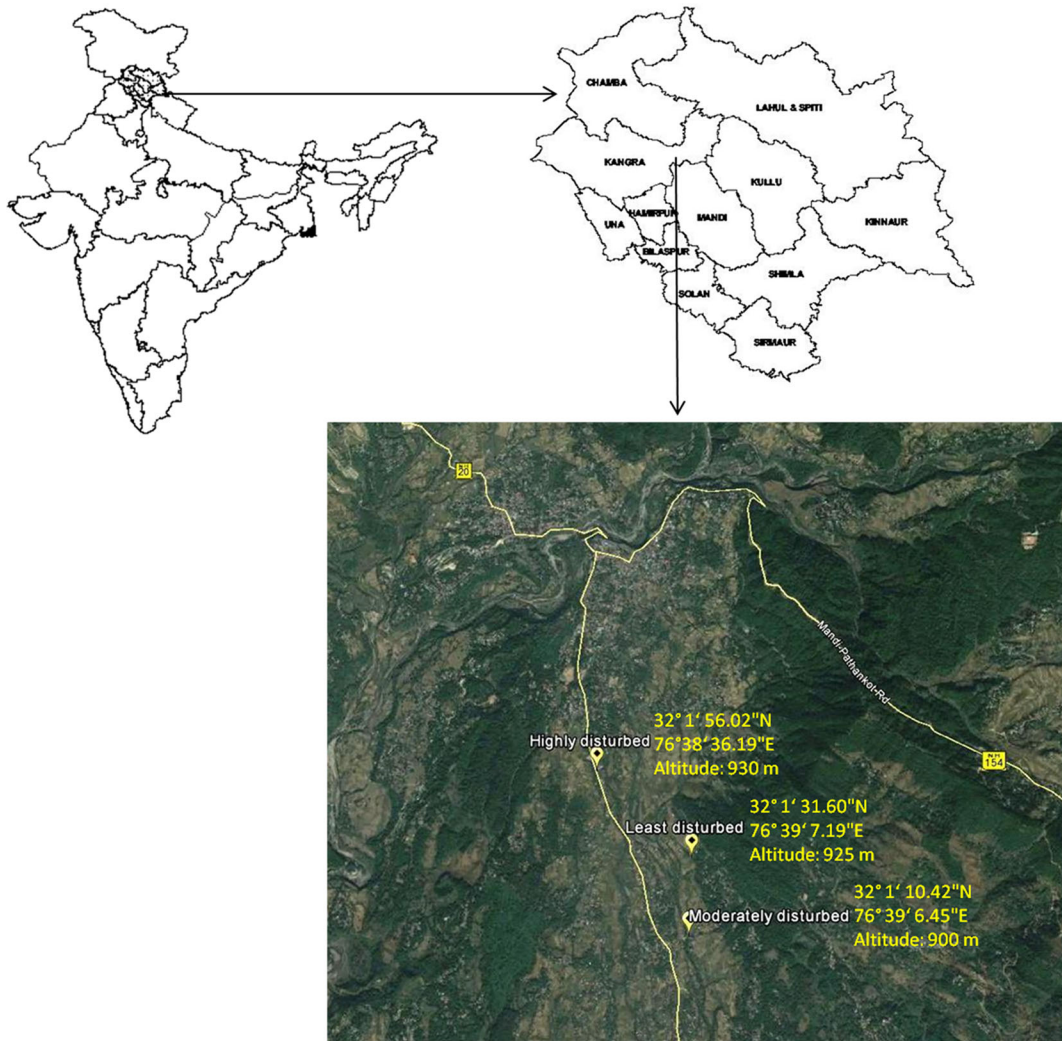 CHAMBA
LAHUL & SPITI
KANGRA
KULLU
HAMIRPUR
MANDI
KINNAUR
UNA
BILASPUR
SHIMLA
SOLAN
SIRMAUR
20
Mandi-Pathankot-Rd
32° 1‘ 56.02"N
Highly disturbed 76°38‘36.19"E
Altitude: 930 m
154
32° 1‘ 31.60"N
Least disturbed 76° 39‘ 7.19"E
Altitude: 925 m
32° 1‘ 10.42"N
Moderately disturbed 76° 39‘ 6.45"E
Altitude: 900 m